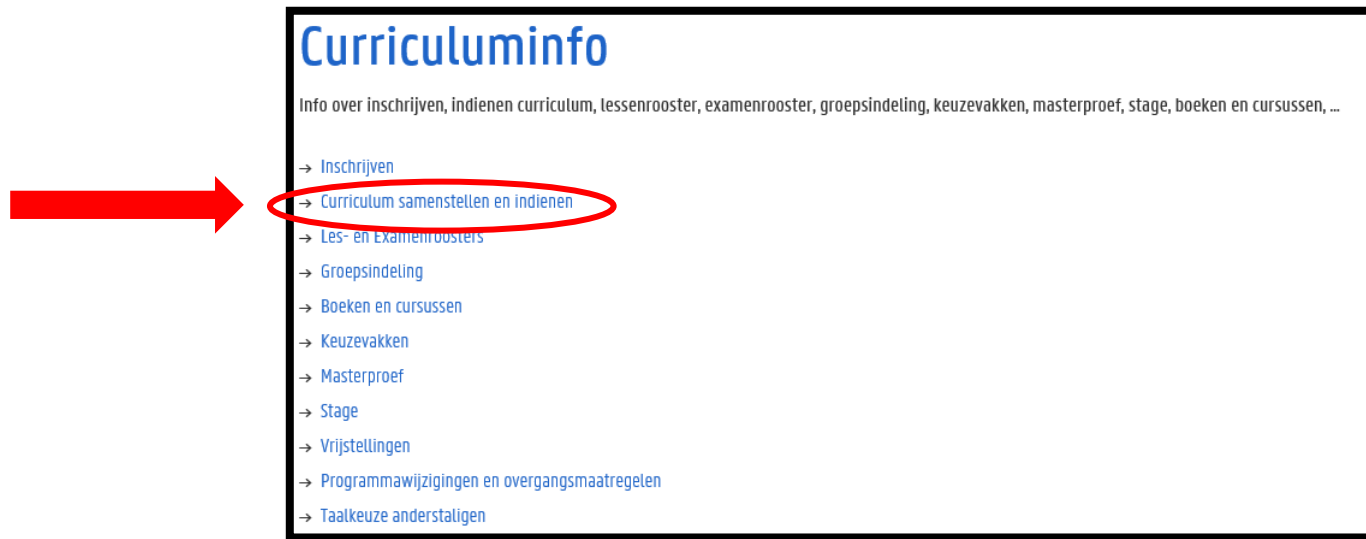 Curriculuminfo
Info over inschrijven, indienen curriculum, lessenrooster, examenrooster, groepsindeling, keuzevakken, masterproef, stage, boeken en cursussen, ...
→ Inschrijven
→ Curriculum samenstellen en indienen
→ Les- en Examenroosters
→ Groepsindeling
→ Boeken en cursussen
→ Keuzevakken
→ Masterproef
→ Stage
→ Vrijstellingen
→ Programmawijzigingen en overgangsmaatregelen
→ Taalkeuze anderstaligen